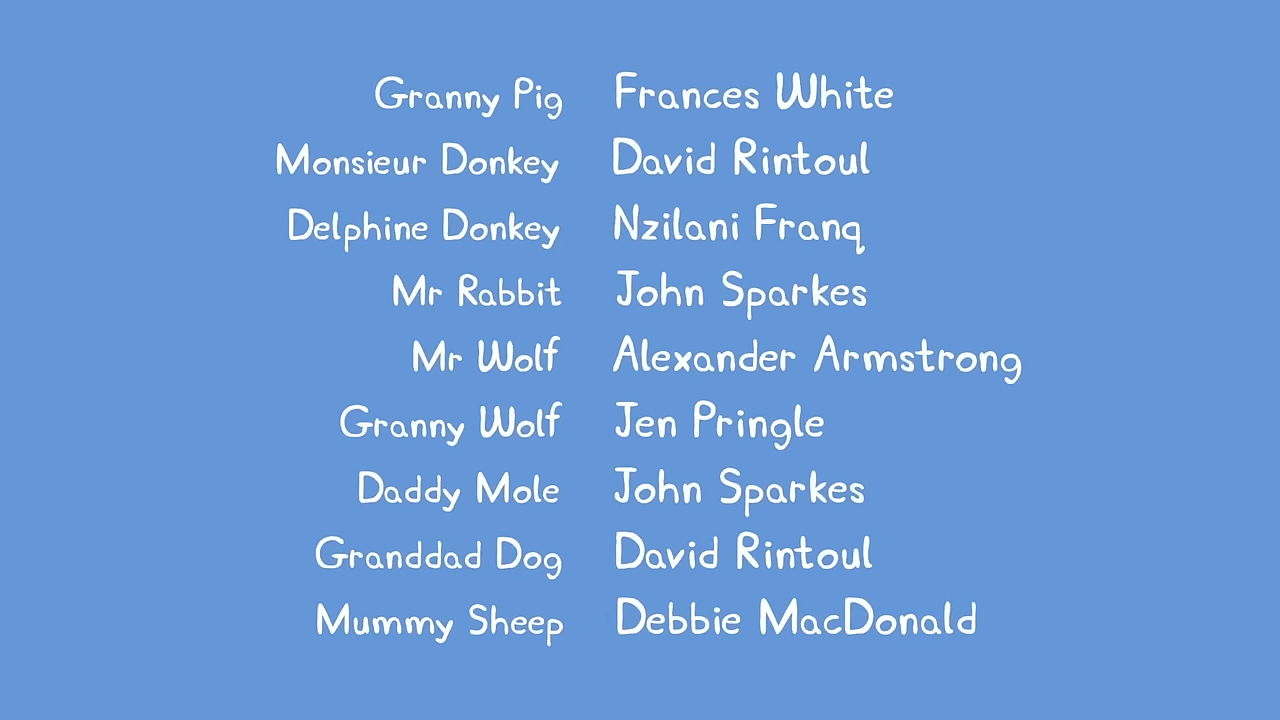 Granny Pig Frances White
Monsieur Donkey David Rintoul
Delphine Donkey Nzilani Franq
Mr Rabbit John Sparkes
Mr Wolf Alexander Armstrong
Granny Wolf Jen Pringle
Daddy Mole John Sparkes
Granddad Dog David Rintoul
Mummy Sheep Debbie MacDonald